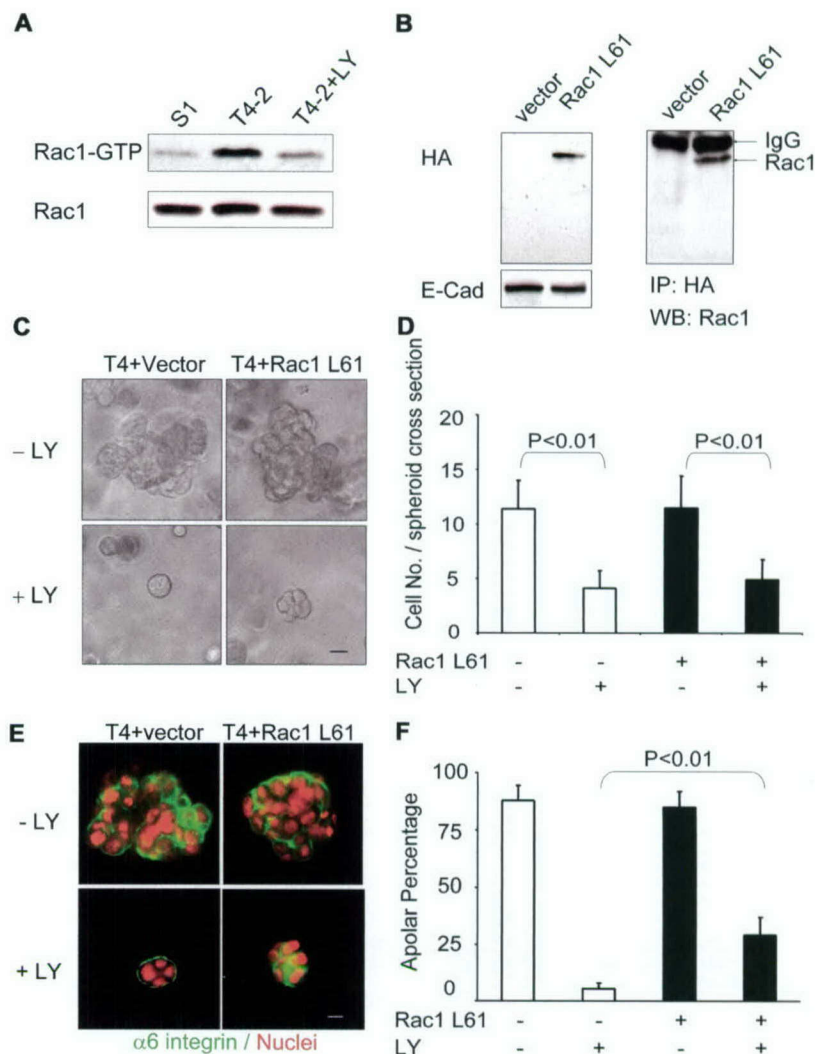 A
S1 T4-2 T4-2+LY
Rac1-GTP
Rac1
B
vector Rac1 L61 vector Rac1 L61
HA
IgG
Rac1
E-Cad
IP: HA
WB: Rac1
C
T4+Vector T4+Rac1 L61
– LY
+ LY
D
Cell No. / spheroid cross section
20
15
10
5
0
P<0.01 P<0.01
Rac1 L61 - - + +
LY - + - +
E
T4+vector T4+Rac1 L61
- LY
+ LY
α6 integrin / Nuclei
F
Apolar Percentage
100
75
50
25
0
P<0.01
Rac1 L61 - - + +
LY - + - +